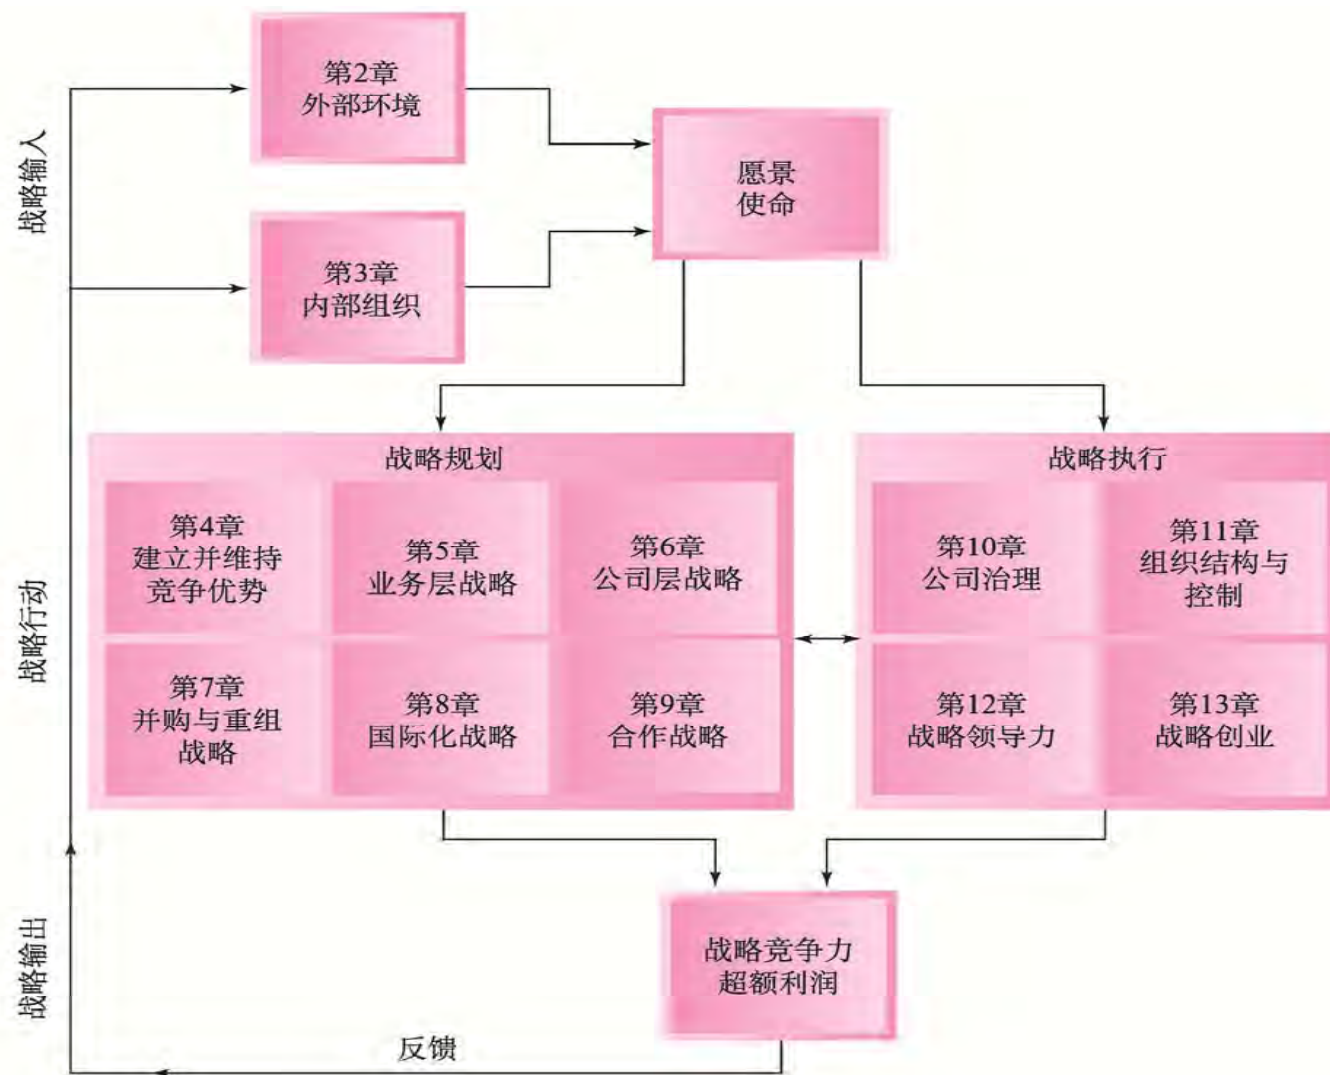 战略输入
第2章
外部环境
愿景
使命
第3章
内部组织
战略行动
战略规划
第4章
建立并维持
竞争优势
第5章
业务层战略
第6章
公司层战略
第7章
并购与重组
战略
第8章
国际化战略
第9章
合作战略
战略执行
第10章
公司治理
第11章
组织结构与
控制
第12章
战略领导力
第13章
战略创业
战略输出
战略竞争力
超额利润
反馈